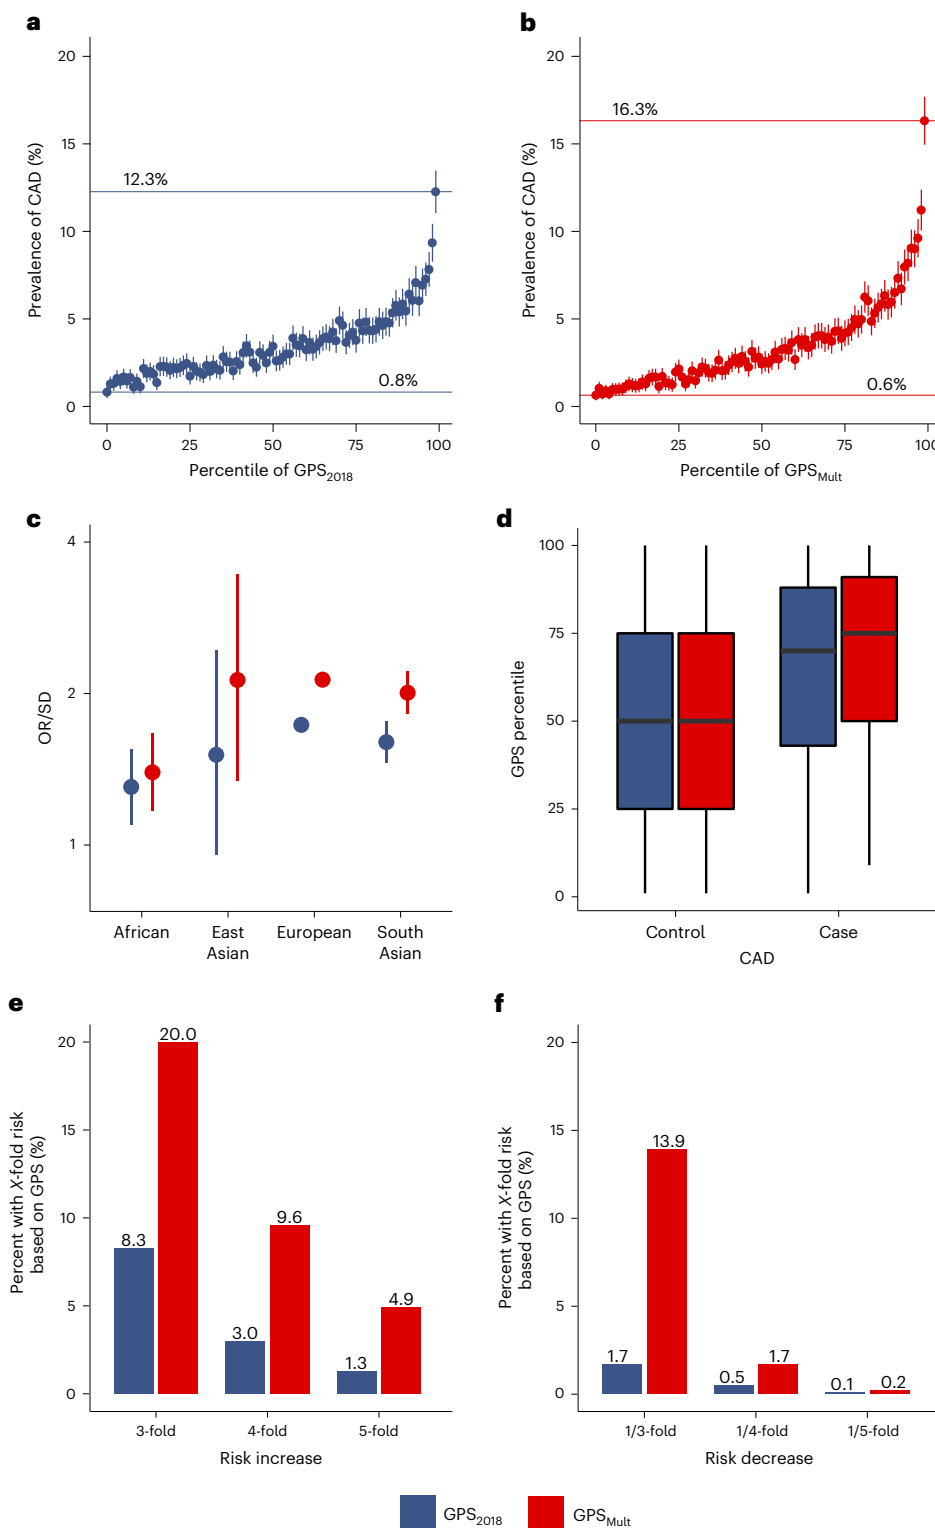 a
20
15
10
5
0
Prevalence of CAD (%)
12.3%
0.8%
0 25 50 75 100
Percentile of GPS2018
b
20
15
10
5
0
Prevalence of CAD (%)
16.3%
0.6%
0 25 50 75 100
Percentile of GPSMult
c
4
2
1
OR/SD
African
East
Asian
European
South
Asian
d
100
75
50
25
0
GPS percentile
Control Case
CAD
e
20
15
10
5
0
Percent with X-fold risk
based on GPS (%)
8.3
20.0
3.0
9.6
1.3
4.9
3-fold 4-fold 5-fold
Risk increase
f
20
15
10
5
0
Percent with X-fold risk
based on GPS (%)
1.7
13.9
0.5
1.7
0.1
0.2
1/3-fold 1/4-fold 1/5-fold
Risk decrease
GPS2018
GPSMult